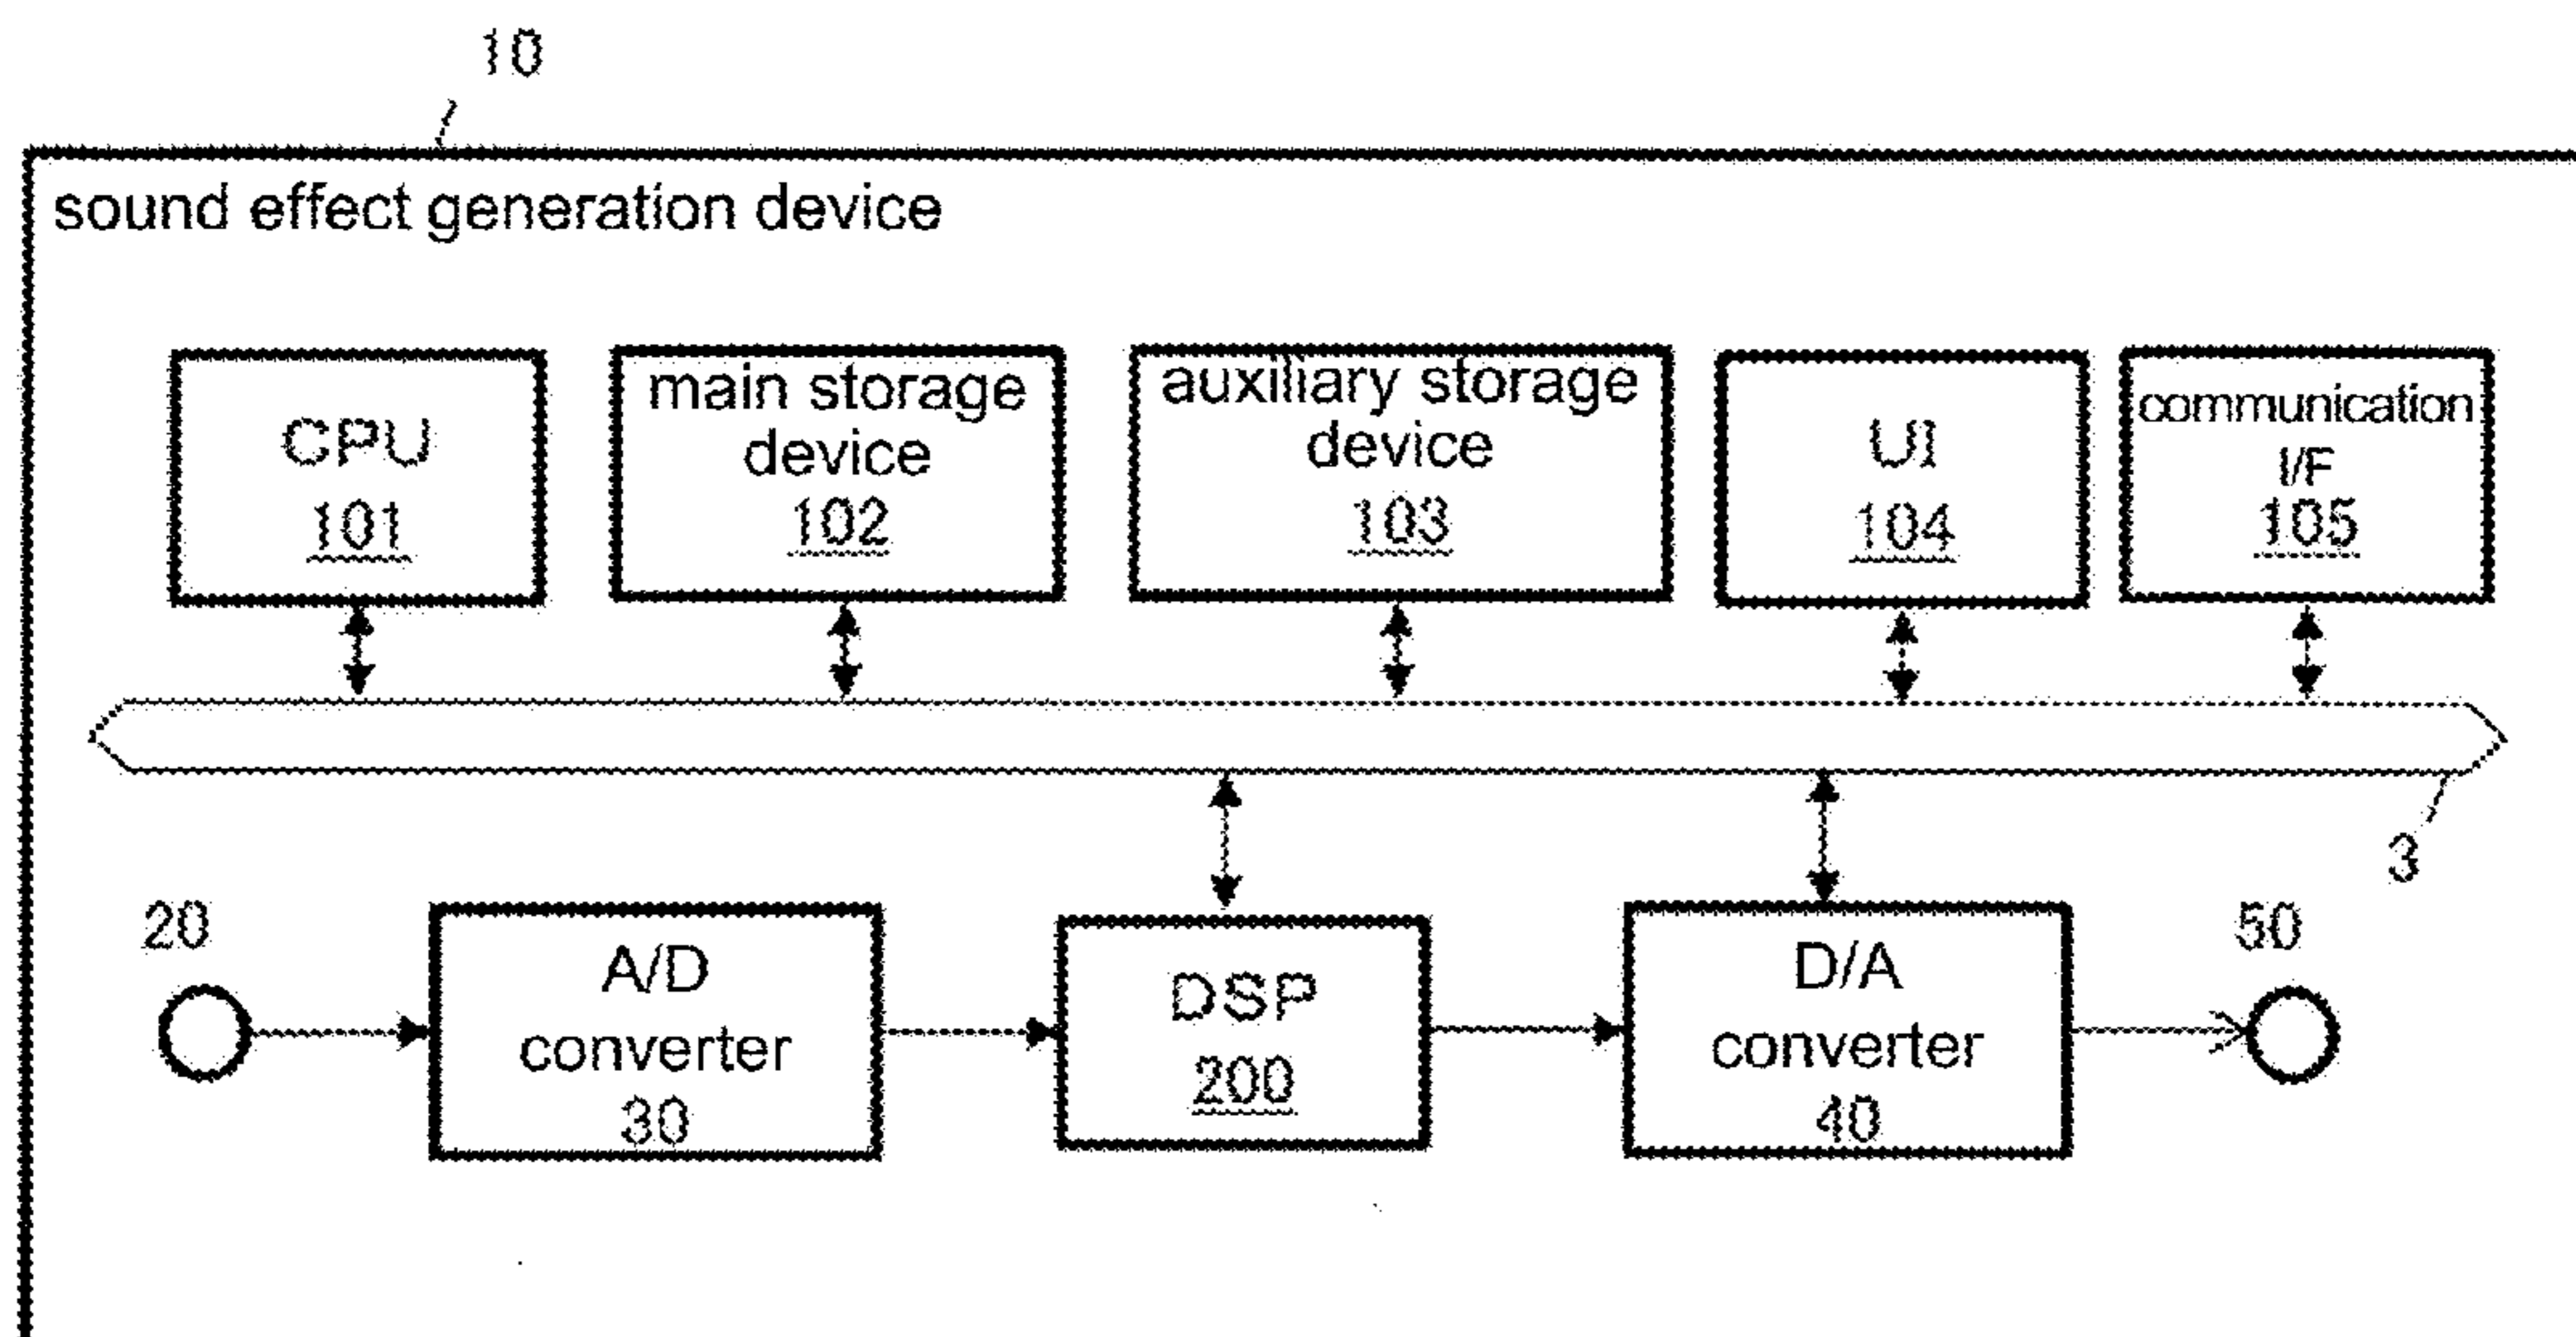 10
sound effect generation device
CPU
101
main storage
device
102
auxiliary storage
device
103
UI
104
communication
I/F
105
3
20
A/D
converter
30
DSP
200
D/A
converter
40
50